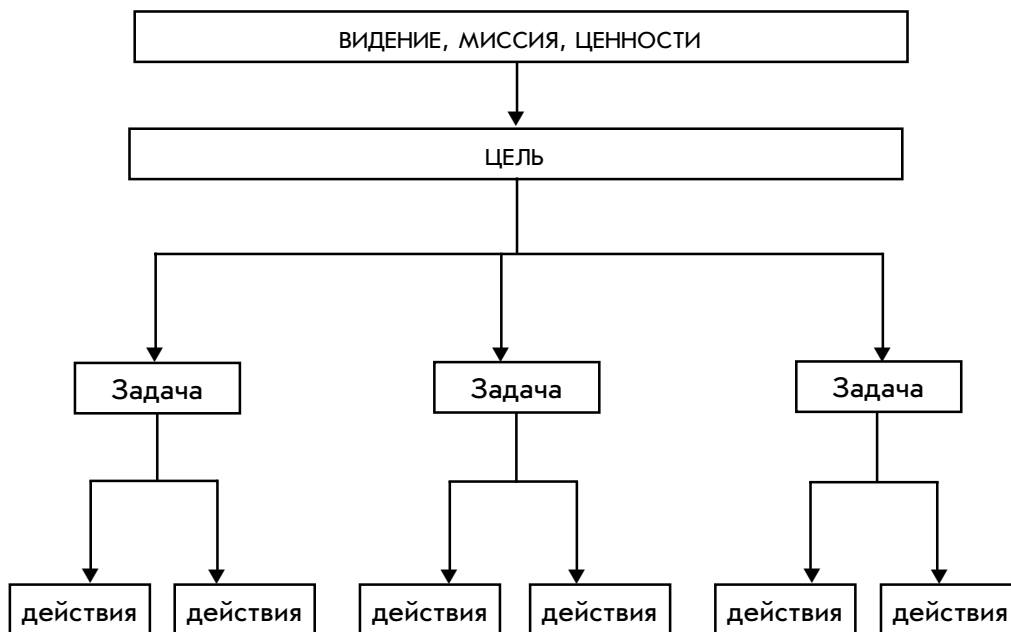 ВИДЕНИЕ, МИССИЯ, ЦЕННОСТИ
ЦЕЛЬ
Задача
Задача
Задача
действия
действия
действия
действия
действия
действия